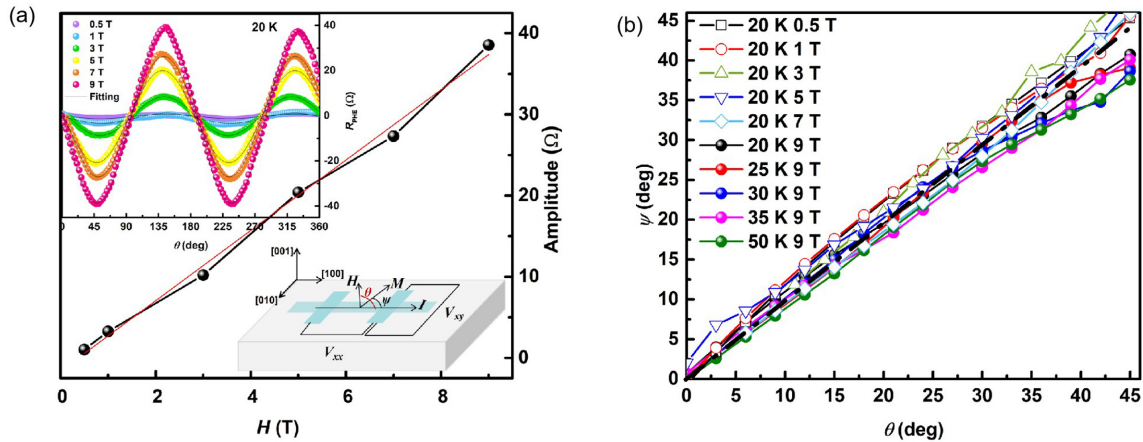 (a)
20 K
0.5 T
1 T
3 T
5 T
7 T
9 T
Fitting
40
20
0
-20
-40
R_PHE (Ω)
0 45 90 135 180 225 270 315 360
θ (deg)
40
30
20
10
0
Amplitude (Ω)
[001]
[100]
[010]
H
θ
M
ψ
I
V_xy
V_xx
0 2 4 6 8
H (T)
(b)
20 K 0.5 T
20 K 1 T
20 K 3 T
20 K 5 T
20 K 7 T
20 K 9 T
25 K 9 T
30 K 9 T
35 K 9 T
50 K 9 T
45
40
35
30
25
20
15
10
5
0
ψ (deg)
0 5 10 15 20 25 30 35 40 45
θ (deg)